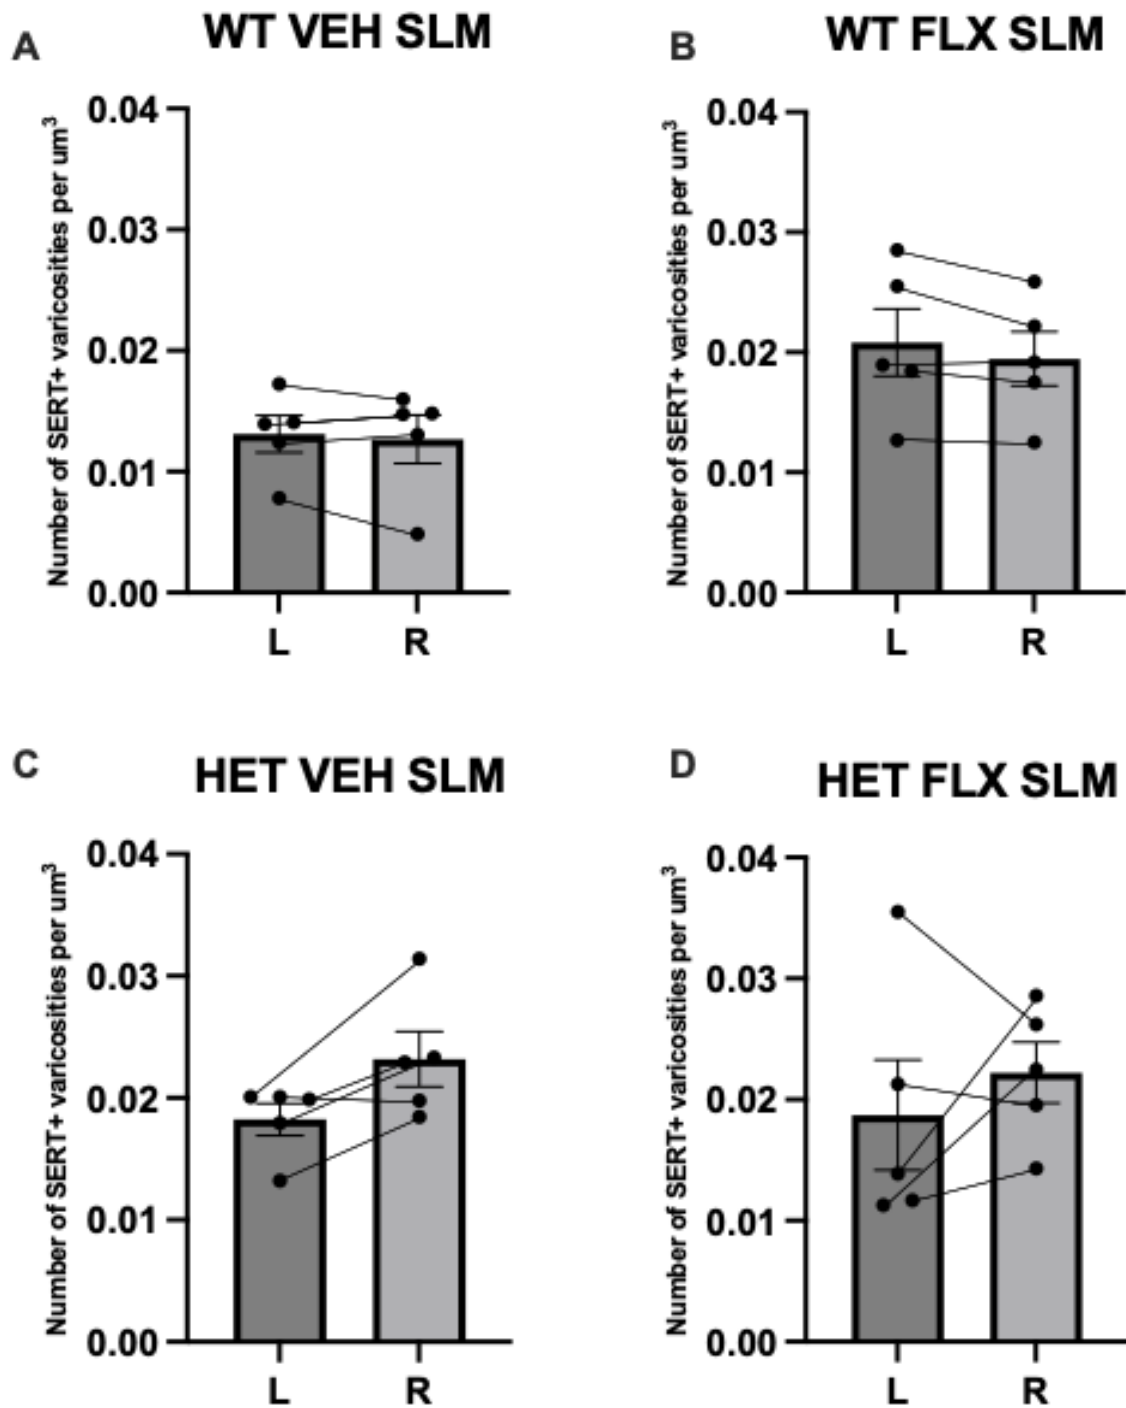 A
WT VEH SLM
Number of SERT+ varicosities per um³
0.04
0.03
0.02
0.01
0.00
L
R
B
WT FLX SLM
Number of SERT+ varicosities per um³
0.04
0.03
0.02
0.01
0.00
L
R
C
HET VEH SLM
Number of SERT+ varicosities per um³
0.04
0.03
0.02
0.01
0.00
L
R
D
HET FLX SLM
Number of SERT+ varicosities per um³
0.04
0.03
0.02
0.01
0.00
L
R